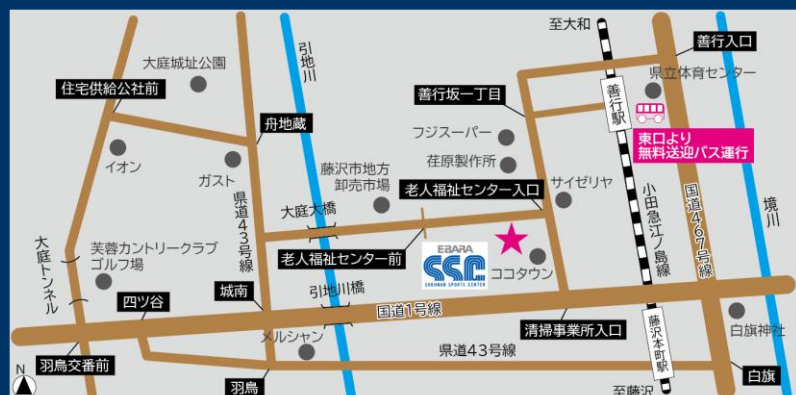 至大和
善行入口
大庭城址公園
引地川
県立体育センター
住宅供給公社前
善行坂一丁目
善行駅
舟地蔵
フジスーパー
東口より
無料送迎バス運行
イオン
ガスト
藤沢市地方
卸売市場
荏原製作所
老人福祉センター入口
サイゼリヤ
県道43号線
大庭大橋
小田急江ノ島線
国道467号線
境川
大庭トンネル
芙蓉カントリークラブ
ゴルフ場
老人福祉センター前
EBARA
SSC
SHONAN SPORTS CENTER
ココタウン
四ツ谷
城南
引地川橋
国道1号線
清掃事業所入口
藤沢本町駅
白旗神社
メルシャン
県道43号線
羽鳥交番前
羽鳥
白旗
至藤沢
N